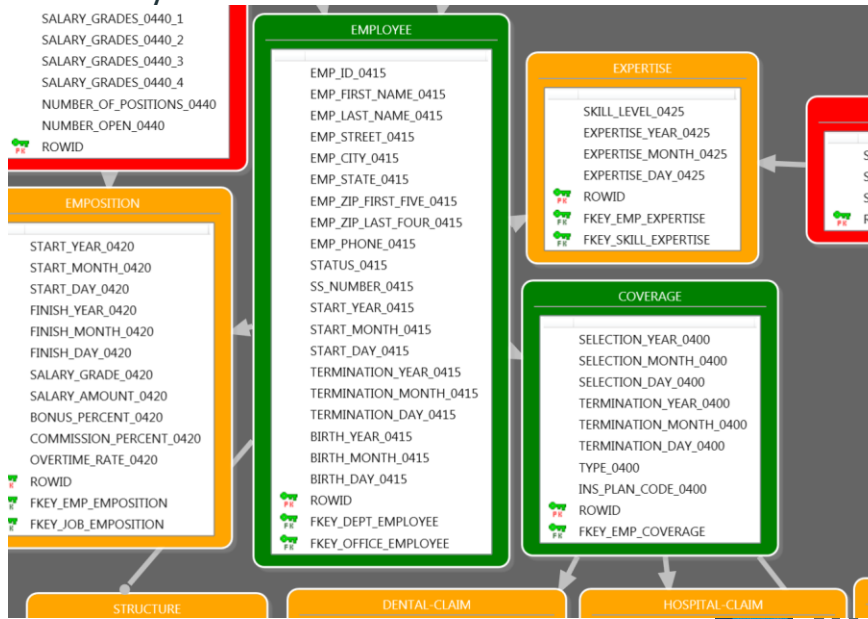 SALARY_GRADES_0440_1
SALARY_GRADES_0440_2
SALARY_GRADES_0440_3
SALARY_GRADES_0440_4
NUMBER_OF_POSITIONS_0440
NUMBER_OPEN_0440
PK ROWID
EMPOSITION
START_YEAR_0420
START_MONTH_0420
START_DAY_0420
FINISH_YEAR_0420
FINISH_MONTH_0420
FINISH_DAY_0420
SALARY_GRADE_0420
SALARY_AMOUNT_0420
BONUS_PERCENT_0420
COMMISSION_PERCENT_0420
OVERTIME_RATE_0420
K ROWID
K FKEY_EMP_EMPOSITION
K FKEY_JOB_EMPOSITION
STRUCTURE
EMPLOYEE
EMP_ID_0415
EMP_FIRST_NAME_0415
EMP_LAST_NAME_0415
EMP_STREET_0415
EMP_CITY_0415
EMP_STATE_0415
EMP_ZIP_FIRST_FIVE_0415
EMP_ZIP_LAST_FOUR_0415
EMP_PHONE_0415
STATUS_0415
SS_NUMBER_0415
START_YEAR_0415
START_MONTH_0415
START_DAY_0415
TERMINATION_YEAR_0415
TERMINATION_MONTH_0415
TERMINATION_DAY_0415
BIRTH_YEAR_0415
BIRTH_MONTH_0415
BIRTH_DAY_0415
PK ROWID
FK FKEY_DEPT_EMPLOYEE
FK FKEY_OFFICE_EMPLOYEE
DENTAL-CLAIM
EXPERTISE
SKILL_LEVEL_0425
EXPERTISE_YEAR_0425
EXPERTISE_MONTH_0425
EXPERTISE_DAY_0425
PK ROWID
FK FKEY_EMP_EXPERTISE
FK FKEY_SKILL_EXPERTISE
COVERAGE
SELECTION_YEAR_0400
SELECTION_MONTH_0400
SELECTION_DAY_0400
TERMINATION_YEAR_0400
TERMINATION_MONTH_0400
TERMINATION_DAY_0400
TYPE_0400
INS_PLAN_CODE_0400
PK ROWID
FK FKEY_EMP_COVERAGE
HOSPITAL-CLAIM
S
S
S
PK